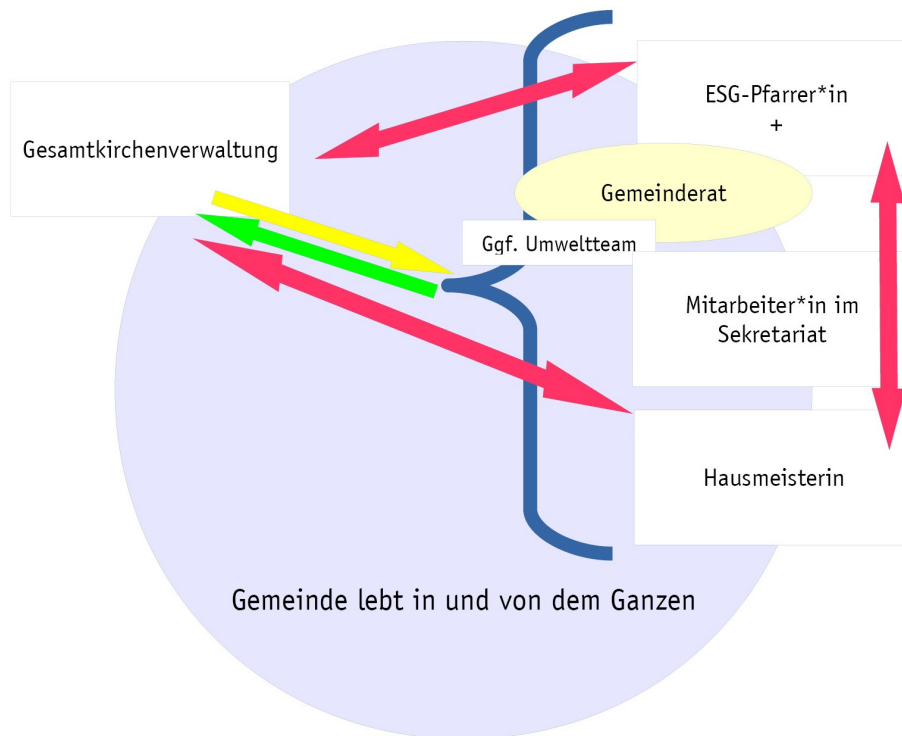 ESG-Pfarrer*in
+
Gesamtkirchenverwaltung
Gemeinderat
Ggf. Umweltteam
Mitarbeiter*in im
Sekretariat
Hausmeisterin
Gemeinde lebt in und von dem Ganzen